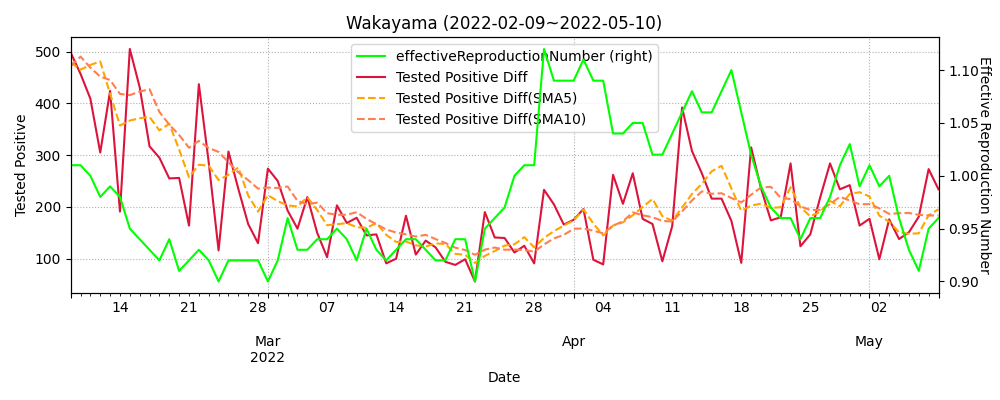 Wakayama (2022-02-09~2022-05-10)
effectiveReproductionNumber (right)
Tested Positive Diff
Tested Positive Diff(SMA5)
Tested Positive Diff(SMA10)
Tested Positive
500
400
300
200
100
Effective Reproduction Number
1.10
1.05
1.00
0.95
0.90
14 21 28 07 14 21 28 04 11 18 25 02
Mar Apr May
2022
Date